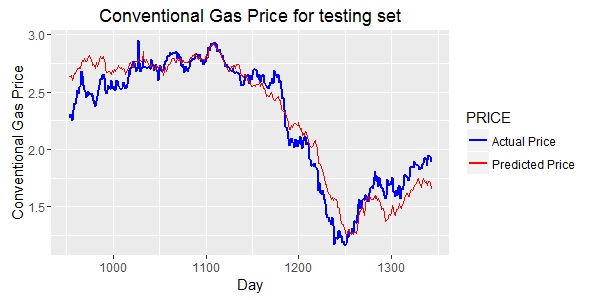 Conventional Gas Price for testing set
Conventional Gas Price
3.0
2.5
2.0
1.5
1000 1100 1200 1300
Day
PRICE
Actual Price
Predicted Price